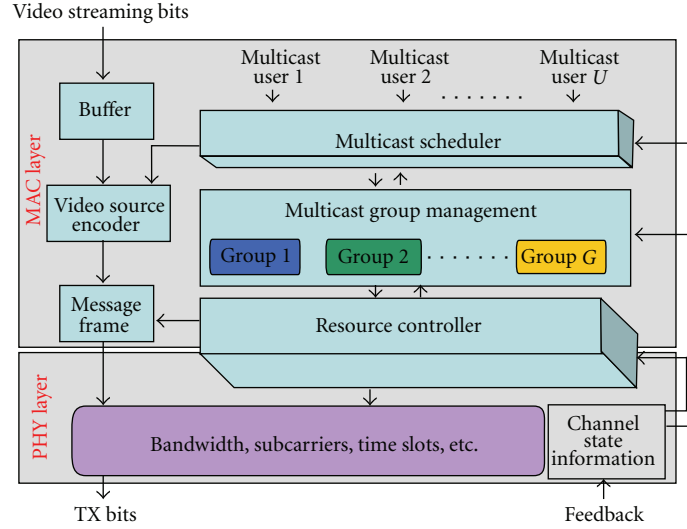 Video streaming bits
Multicast
user 1
Multicast
user 2
. . . . . . .
Multicast
user U
Buffer
Multicast scheduler
MAC layer
Video source
encoder
Multicast group management
Group 1
Group 2
. . . . . . .
Group G
Message
frame
Resource controller
PHY layer
Bandwidth, subcarriers, time slots, etc.
Channel
state
information
TX bits
Feedback